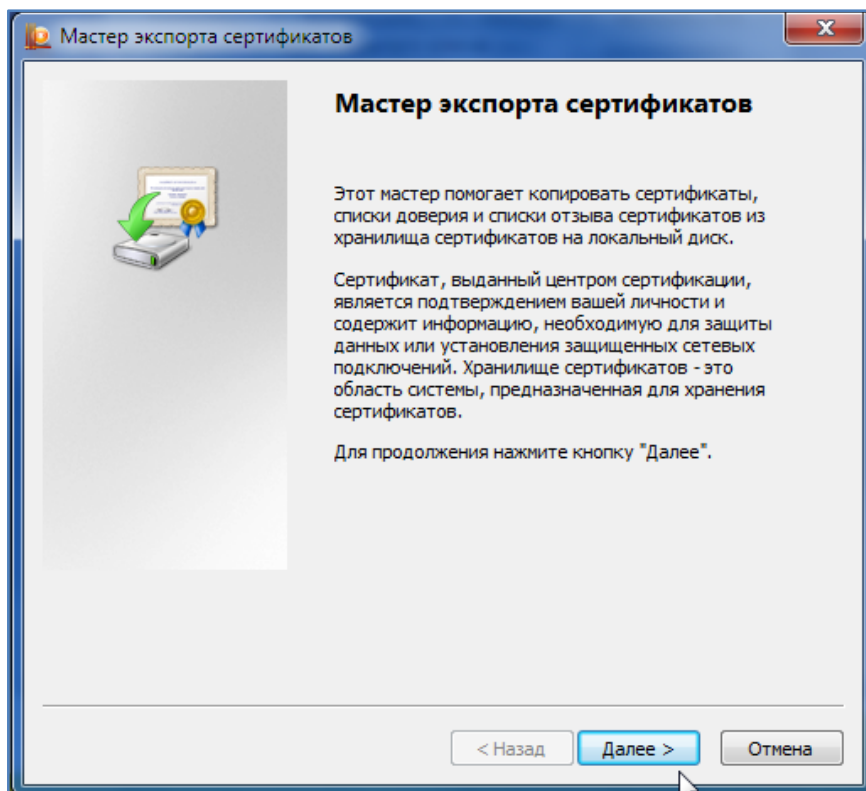 Мастер экспорта сертификатов
Мастер экспорта сертификатов
Этот мастер помогает копировать сертификаты,
списки доверия и списки отзыва сертификатов из
хранилища сертификатов на локальный диск.
Сертификат, выданный центром сертификации,
является подтверждением вашей личности и
содержит информацию, необходимую для защиты
данных или установления защищенных сетевых
подключений. Хранилище сертификатов - это
область системы, предназначенная для хранения
сертификатов.
Для продолжения нажмите кнопку "Далее".
< Назад
Далее >
Отмена